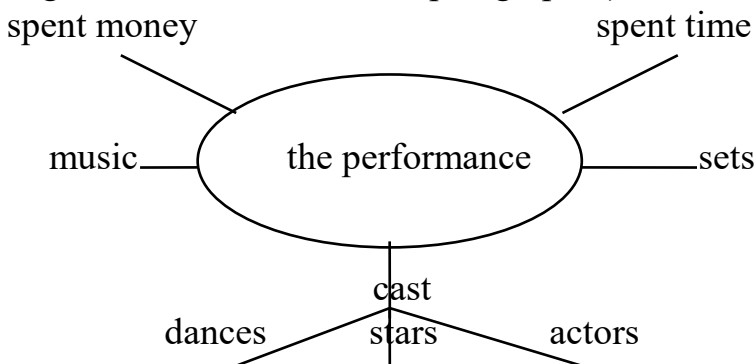 spent money spent time
music the performance sets
cast
dances stars actors